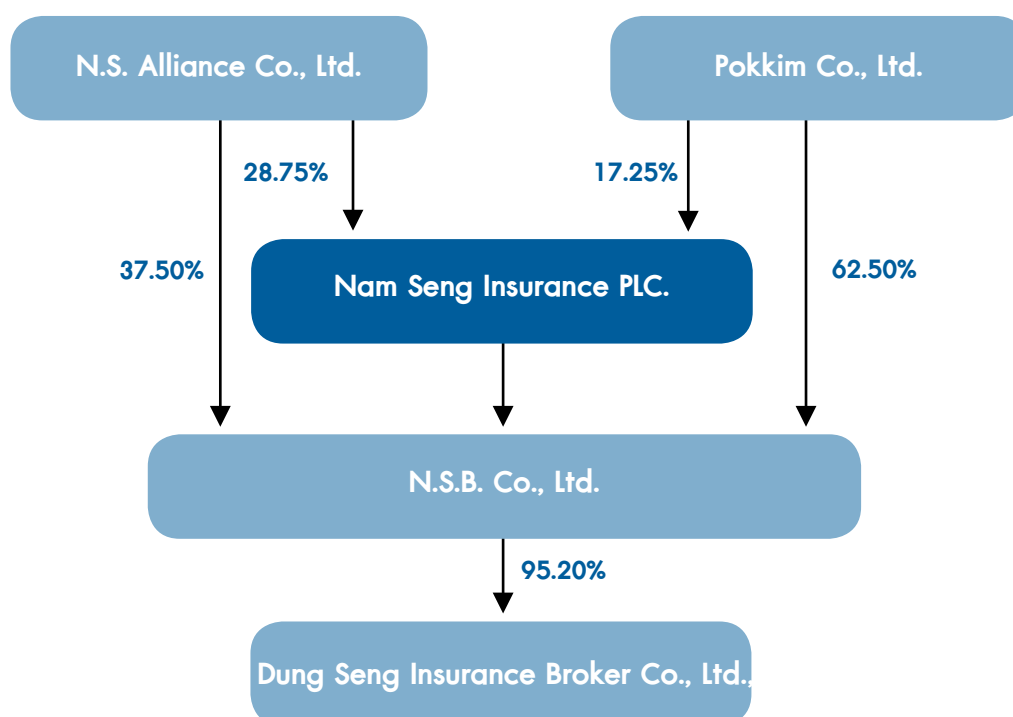 N.S. Alliance Co., Ltd.
Pokkim Co., Ltd.
28.75%
17.25%
37.50%
62.50%
Nam Seng Insurance PLC.
N.S.B. Co., Ltd.
95.20%
Dung Seng Insurance Broker Co., Ltd.,